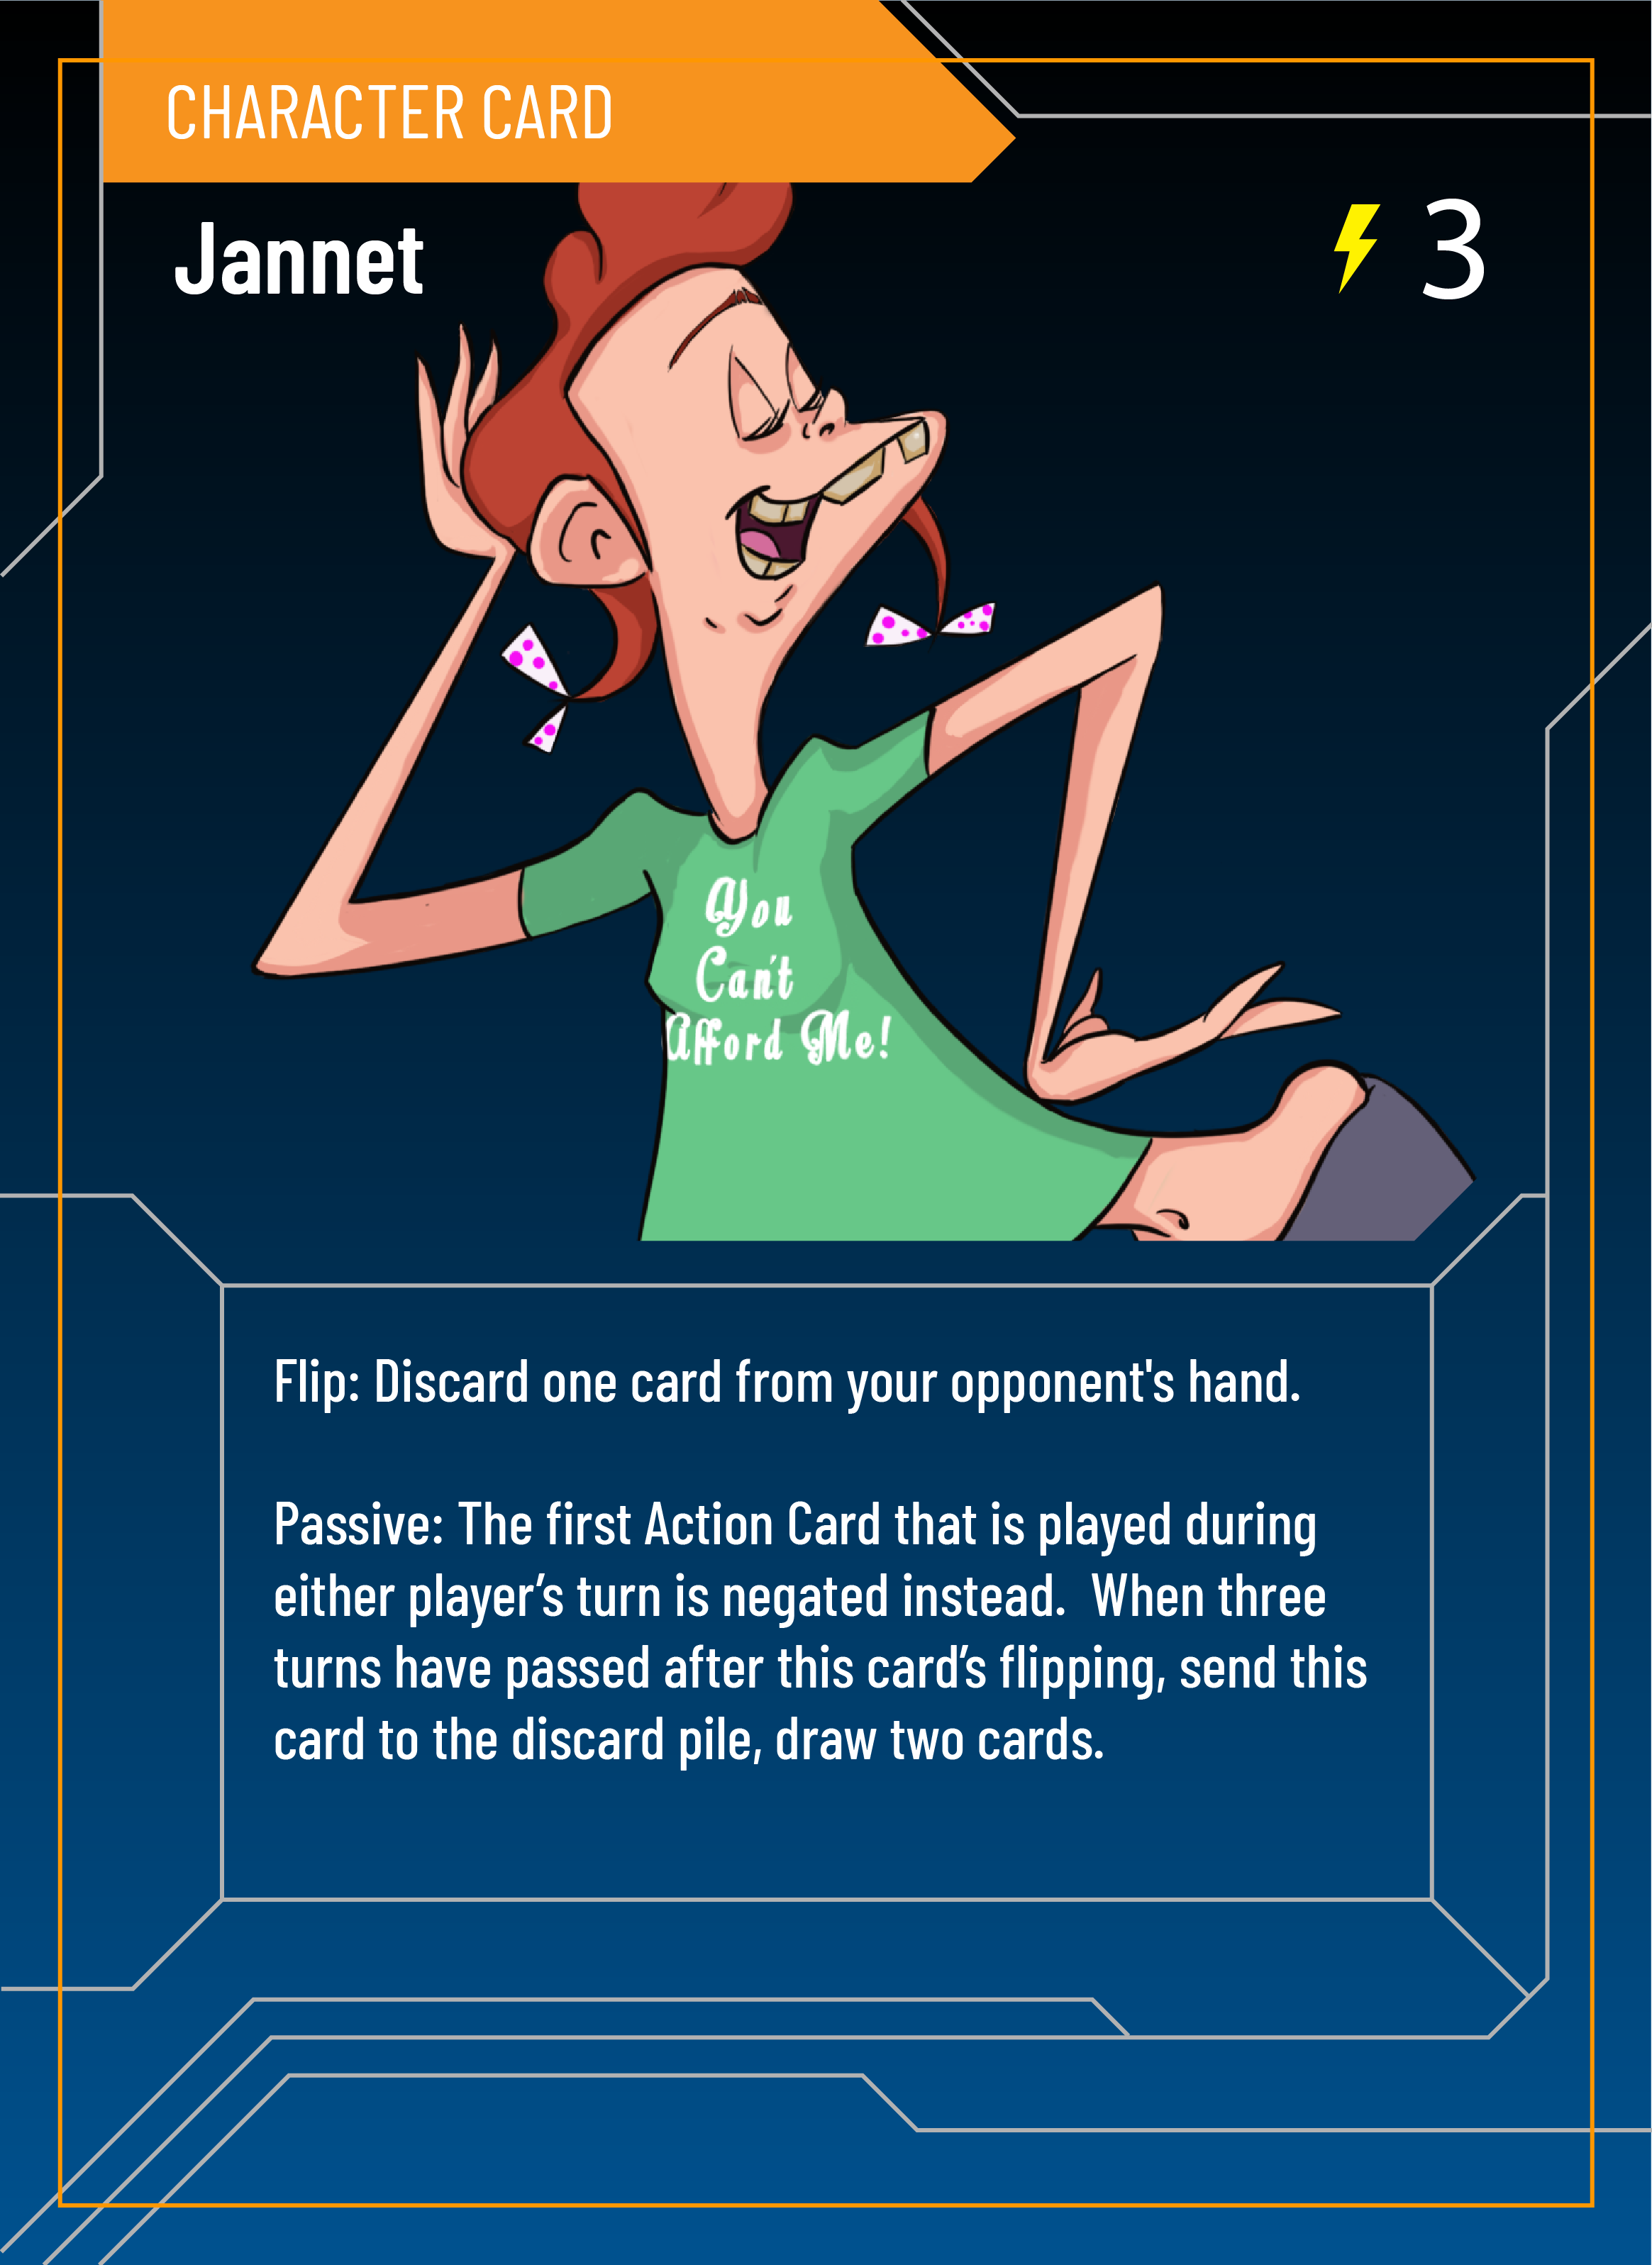 CHARACTER CARD
Jannet
3
You
Can't
Afford Me!
Flip: Discard one card from your opponent's hand.
Passive: The first Action Card that is played during
either player’s turn is negated instead.  When three
turns have passed after this card’s flipping, send this
card to the discard pile, draw two cards.